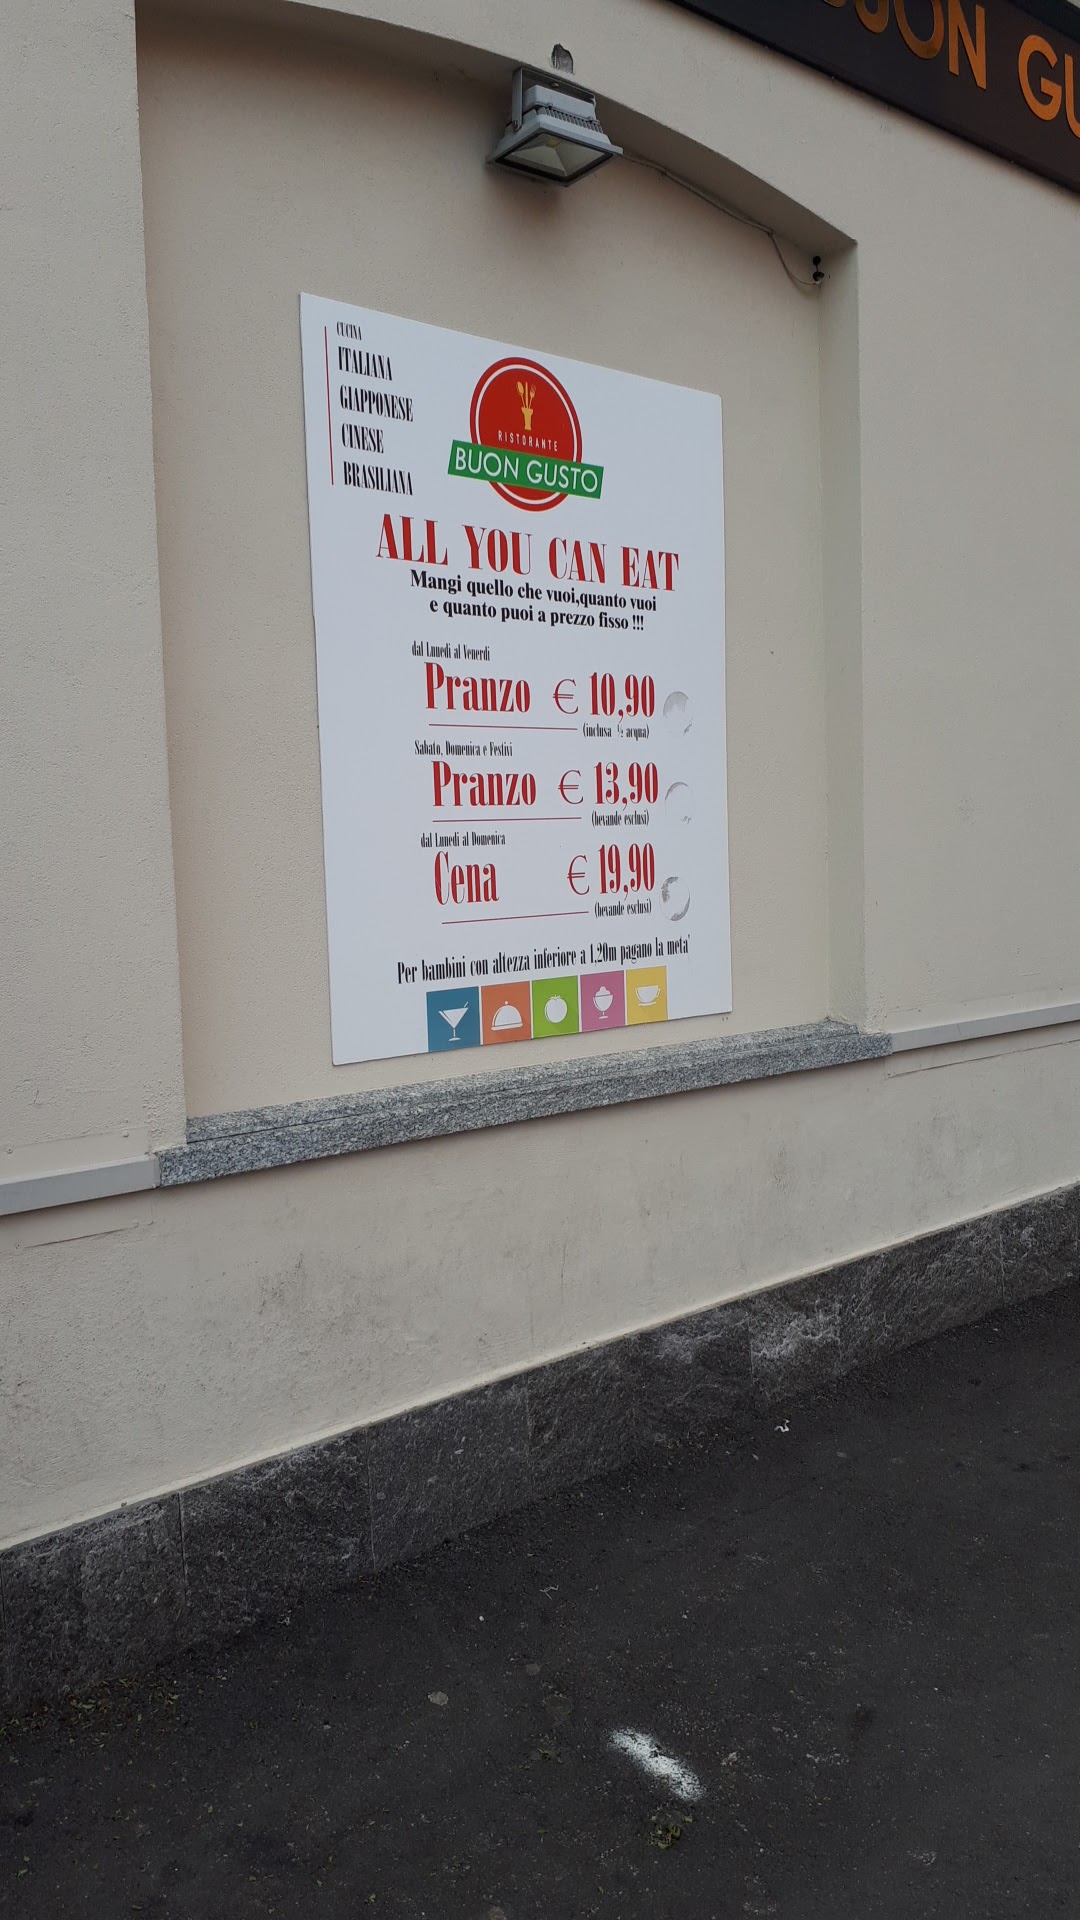 BUON GU
CUCINA
ITALIANA
GIAPPONESE
CINESE
BRASILIANA
RISTORANTE
BUON GUSTO
ALL YOU CAN EAT
Mangi quello che vuoi,quanto vuoi
e quanto puoi a prezzo fisso !!!
dal Lunedì al Venerdì
Pranzo € 10,90
(inclusa ½ acqua)
Sabato, Domenica e Festivi
Pranzo € 13,90
(bevande esclusi)
dal Lunedì al Domenica
Cena € 19,90
(bevande esclusi)
Per bambini con altezza inferiore a 1.20m pagano la meta'